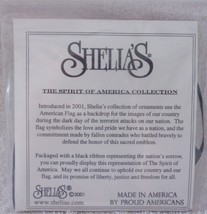 SHELIA'S
THE SPIRIT OF AMERICA COLLECTION
Introduced in 2001, Shelia's collection of ornaments use the
American Flag as a backdrop for the images of our country
during the dark day of the terrorist attacks on our nation. The
flag symbolizes the love and pride we have as a nation, and the
commitment made by fallen comrades who battled bravely to
defend the honor of this sacred emblem.
Packaged with a black ribbon representing the nation's sorrow,
you can proudly display this representation of The Spirit of
America. May we all continue to uphold our country and our
flag, and its promise of liberty, justice and freedom for all.
SHELIA'S ©2001
www.shelias.com
MADE IN AMERICA
BY PROUD AMERICANS